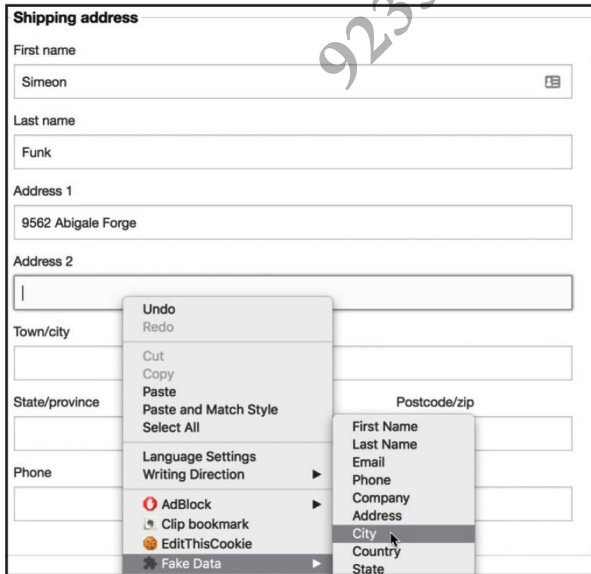 Shipping address
First name
Simeon
Last name
Funk
Address 1
9562 Abigale Forge
Address 2
Town/city
State/province
Postcode/zip
Phone
Undo
Redo
Cut
Copy
Paste
Paste and Match Style
Select All
Language Settings
Writing Direction
AdBlock
Clip bookmark
EditThisCookie
Fake Data
First Name
Last Name
Email
Phone
Company
Address
City
Country
State
923